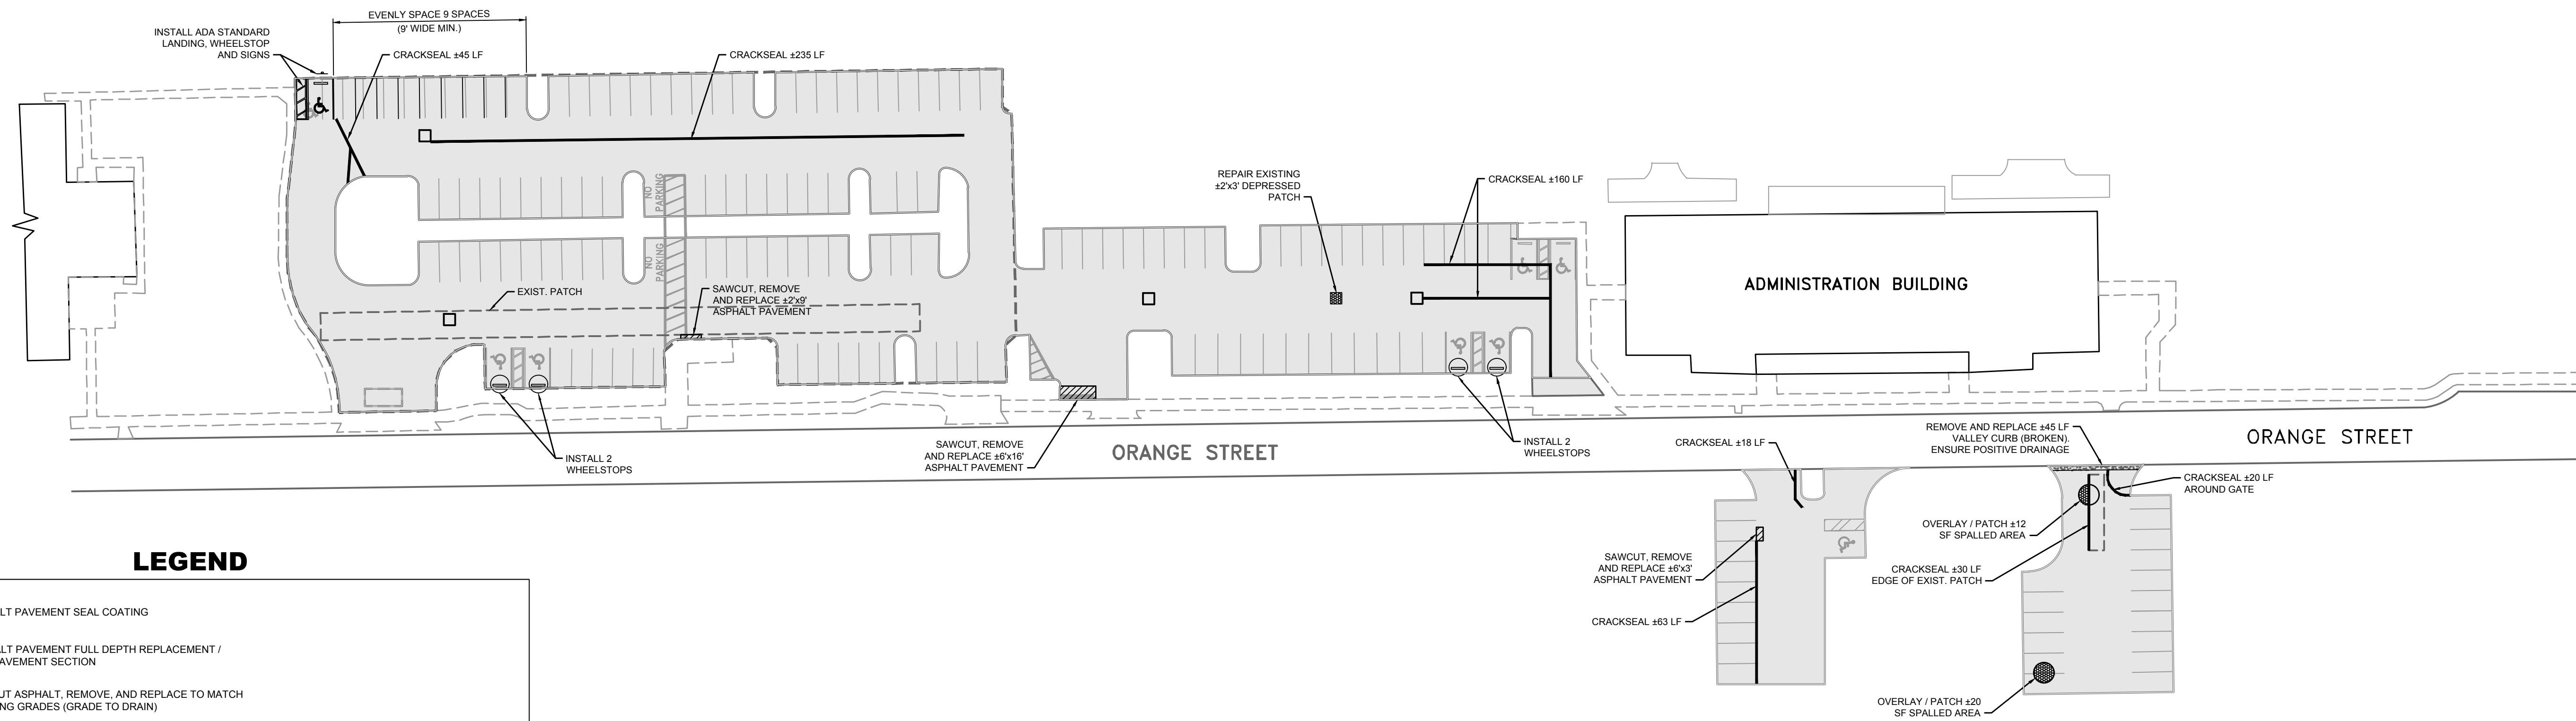 EVENLY SPACE 9 SPACES
(9' WIDE MIN.)
INSTALL ADA STANDARD
LANDING, WHEELSTOP
AND SIGNS
CRACKSEAL ±45 LF
CRACKSEAL ±235 LF
NO
PARKING
REPAIR EXISTING
±2'x3' DEPRESSED
PATCH
CRACKSEAL ±160 LF
NO
PARKING
EXIST. PATCH
SAWCUT, REMOVE
AND REPLACE ±2'x9'
ASPHALT PAVEMENT
ADMINISTRATION BUILDING
INSTALL 2
WHEELSTOPS
SAWCUT, REMOVE
AND REPLACE ±6'x16'
ASPHALT PAVEMENT
ORANGE STREET
INSTALL 2
WHEELSTOPS
CRACKSEAL ±18 LF
REMOVE AND REPLACE ±45 LF
VALLEY CURB (BROKEN).
ENSURE POSITIVE DRAINAGE
ORANGE STREET
CRACKSEAL ±20 LF
AROUND GATE
OVERLAY / PATCH ±12
SF SPALLED AREA
SAWCUT, REMOVE
AND REPLACE ±6'x3'
ASPHALT PAVEMENT
CRACKSEAL ±30 LF
EDGE OF EXIST. PATCH
CRACKSEAL ±63 LF
OVERLAY / PATCH ±20
SF SPALLED AREA
LEGEND
LT PAVEMENT SEAL COATING
ALT PAVEMENT FULL DEPTH REPLACEMENT /
AVEMENT SECTION
UT ASPHALT, REMOVE, AND REPLACE TO MATCH
NG GRADES (GRADE TO DRAIN)